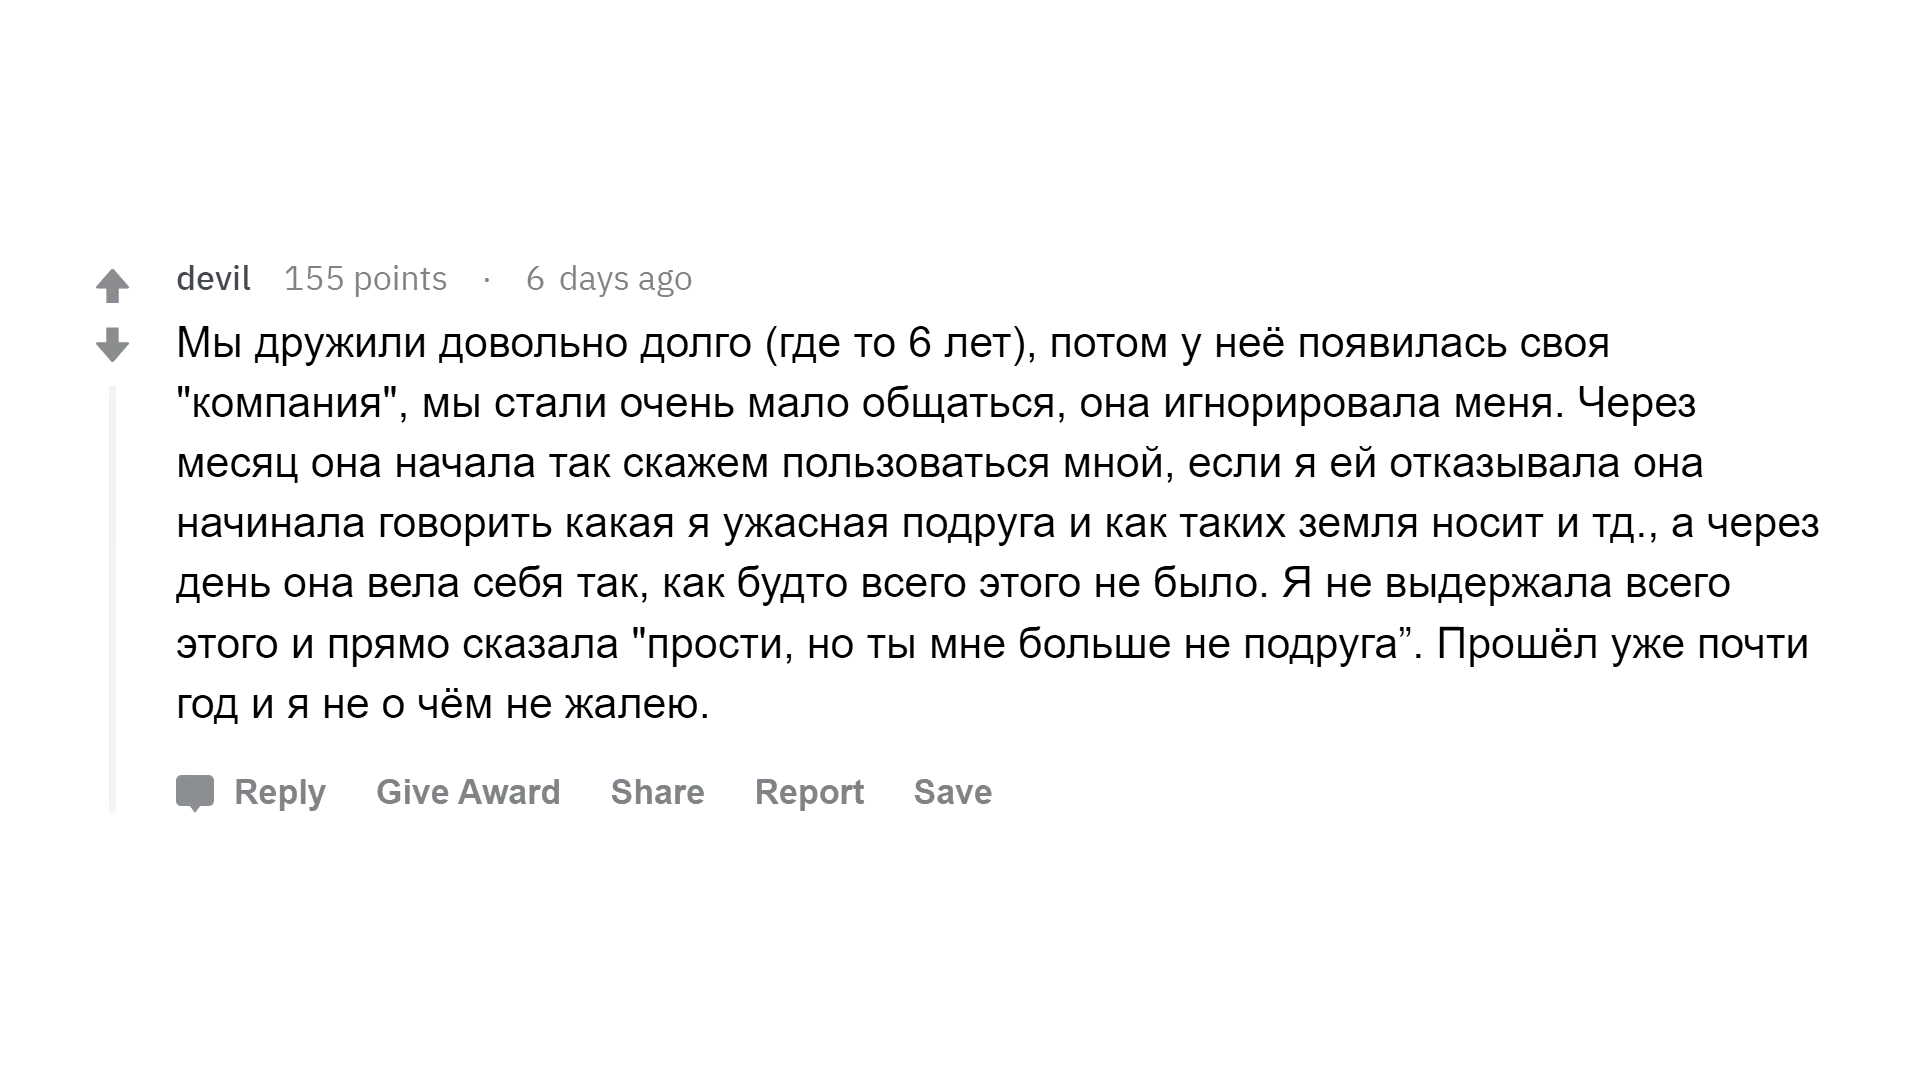 devil 155 points · 6 days ago
Мы дружили довольно долго (где то 6 лет), потом у неё появилась своя
"компания", мы стали очень мало общаться, она игнорировала меня. Через
месяц она начала так скажем пользоваться мной, если я ей отказывала она
начинала говорить какая я ужасная подруга и как таких земля носит и тд., а через
день она вела себя так, как будто всего этого не было. Я не выдержала всего
этого и прямо сказала "прости, но ты мне больше не подруга”. Прошёл уже почти
год и я не о чём не жалею.
Reply Give Award Share Report Save